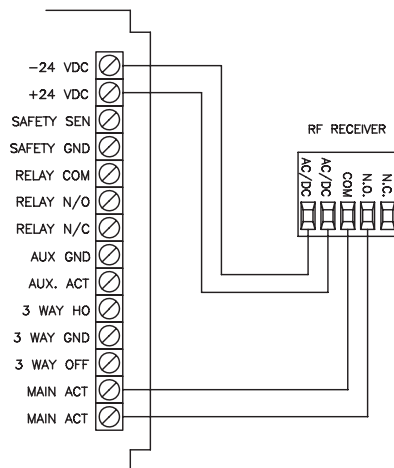 -24 VDC
+24 VDC
SAFETY SEN
SAFETY GND
RELAY COM
RELAY N/O
RELAY N/C
AUX GND
AUX. ACT
3 WAY HO
3 WAY GND
3 WAY OFF
MAIN ACT
MAIN ACT
RF RECEIVER
AC/DC
AC/DC
COM
N.O.
N.C.